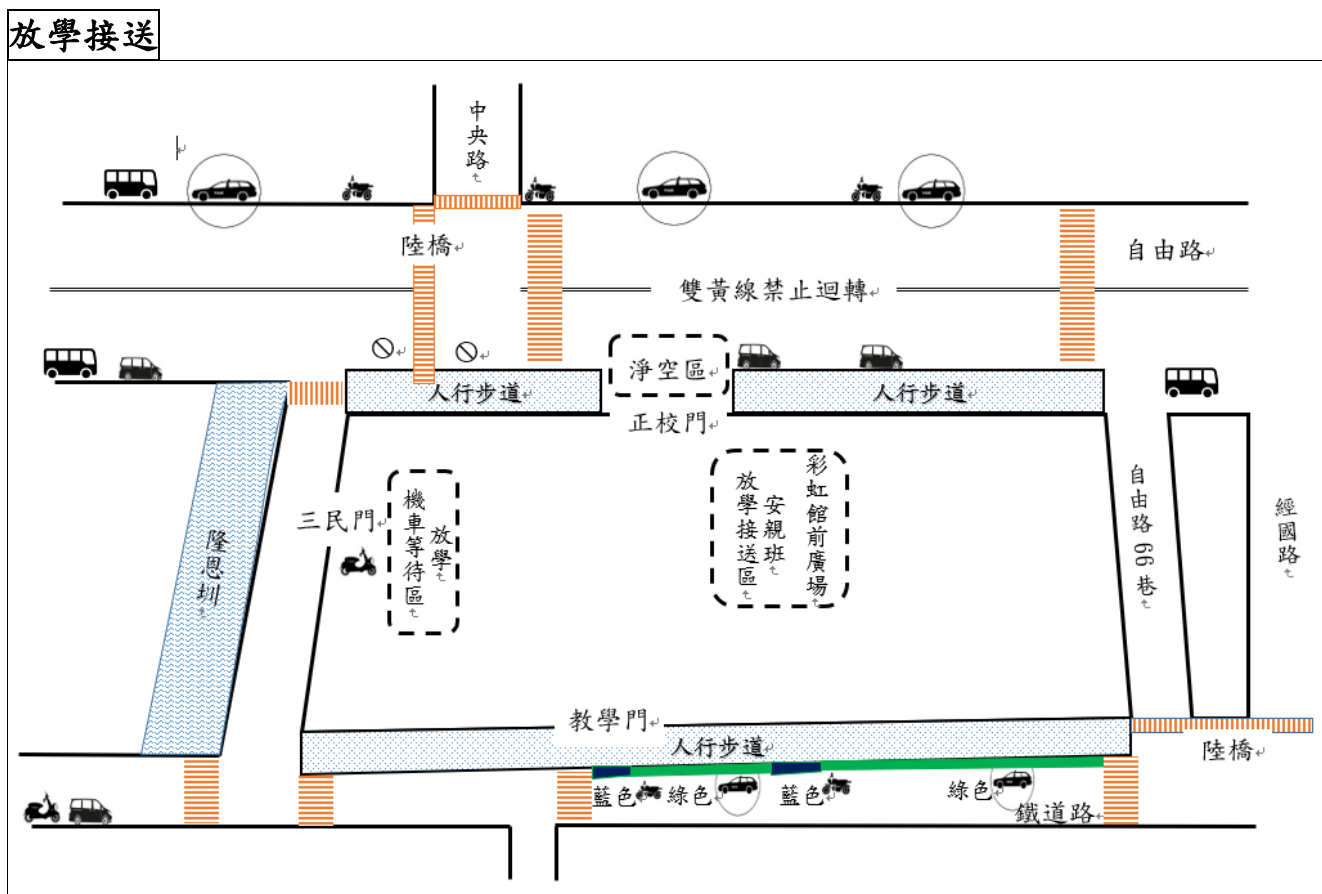 放學接送
中央路
陸橋
自由路
雙黃線禁止迴轉
淨空區
人行步道
人行步道
正校門
三民門
放學
機車等待區
彩虹館前廣場
安親班
放學接送區
隆恩圳
自由路66巷
經國路
教學門
人行步道
陸橋
藍色
綠色
藍色
綠色
鐵道路